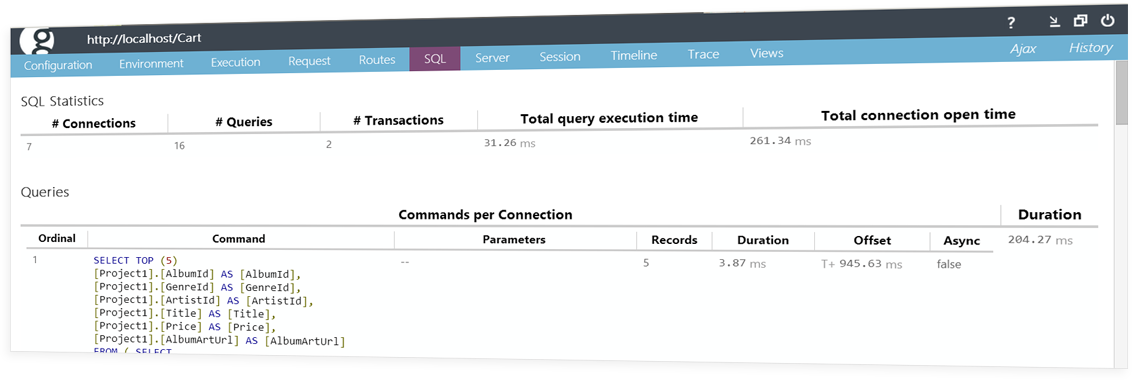 http://localhost/Cart ?
Configuration Environment Execution Request Routes SQL Server Session Timeline Trace Views Ajax History
SQL Statistics
# Connections # Queries # Transactions Total query execution time Total connection open time
7 16 2 31.26 ms 261.34 ms
Queries
Commands per Connection Duration
Ordinal Command Parameters Records Duration Offset Async 204.27 ms
1 SELECT TOP (5) -- 5 3.87 ms T+ 945.63 ms false
[Project1].[AlbumId] AS [AlbumId],
[Project1].[GenreId] AS [GenreId],
[Project1].[ArtistId] AS [ArtistId],
[Project1].[Title] AS [Title],
[Project1].[Price] AS [Price],
[Project1].[AlbumArtUrl] AS [AlbumArtUrl]
FROM ( SELECT